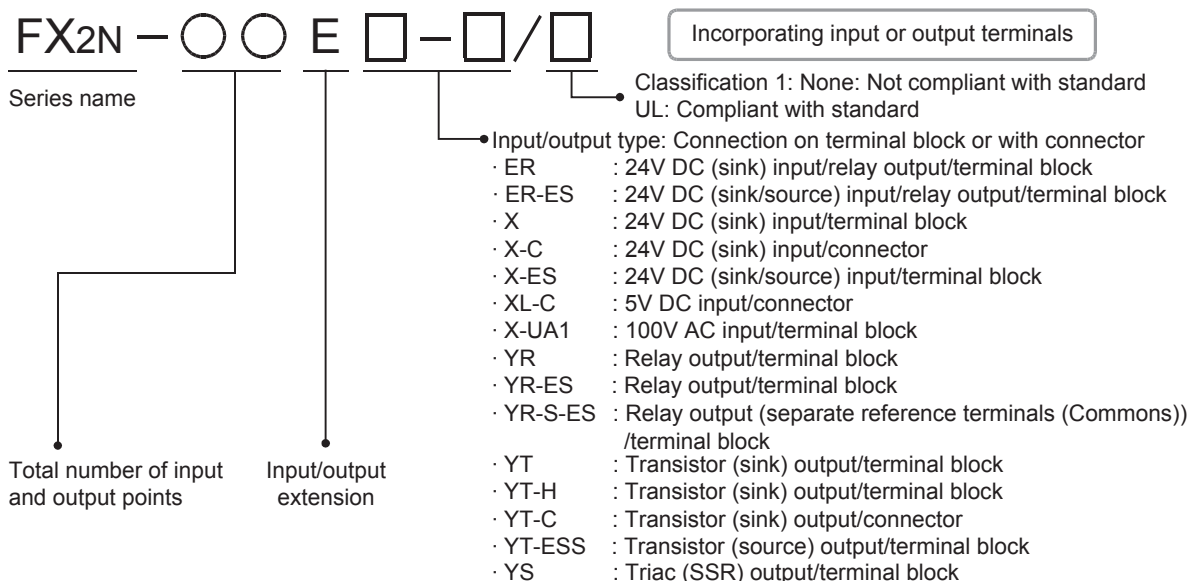 FX2N – ○○ E □ – □/□
Incorporating input or output terminals
Series name
Classification 1: None: Not compliant with standard
UL: Compliant with standard
Input/output type: Connection on terminal block or with connector
· ER : 24V DC (sink) input/relay output/terminal block
· ER-ES : 24V DC (sink/source) input/relay output/terminal block
· X : 24V DC (sink) input/terminal block
· X-C : 24V DC (sink) input/connector
· X-ES : 24V DC (sink/source) input/terminal block
· XL-C : 5V DC input/connector
· X-UA1 : 100V AC input/terminal block
· YR : Relay output/terminal block
· YR-ES : Relay output/terminal block
· YR-S-ES : Relay output (separate reference terminals (Commons))
/terminal block
· YT : Transistor (sink) output/terminal block
· YT-H : Transistor (sink) output/terminal block
· YT-C : Transistor (sink) output/connector
· YT-ESS : Transistor (source) output/terminal block
· YS : Triac (SSR) output/terminal block
Total number of input
and output points
Input/output
extension